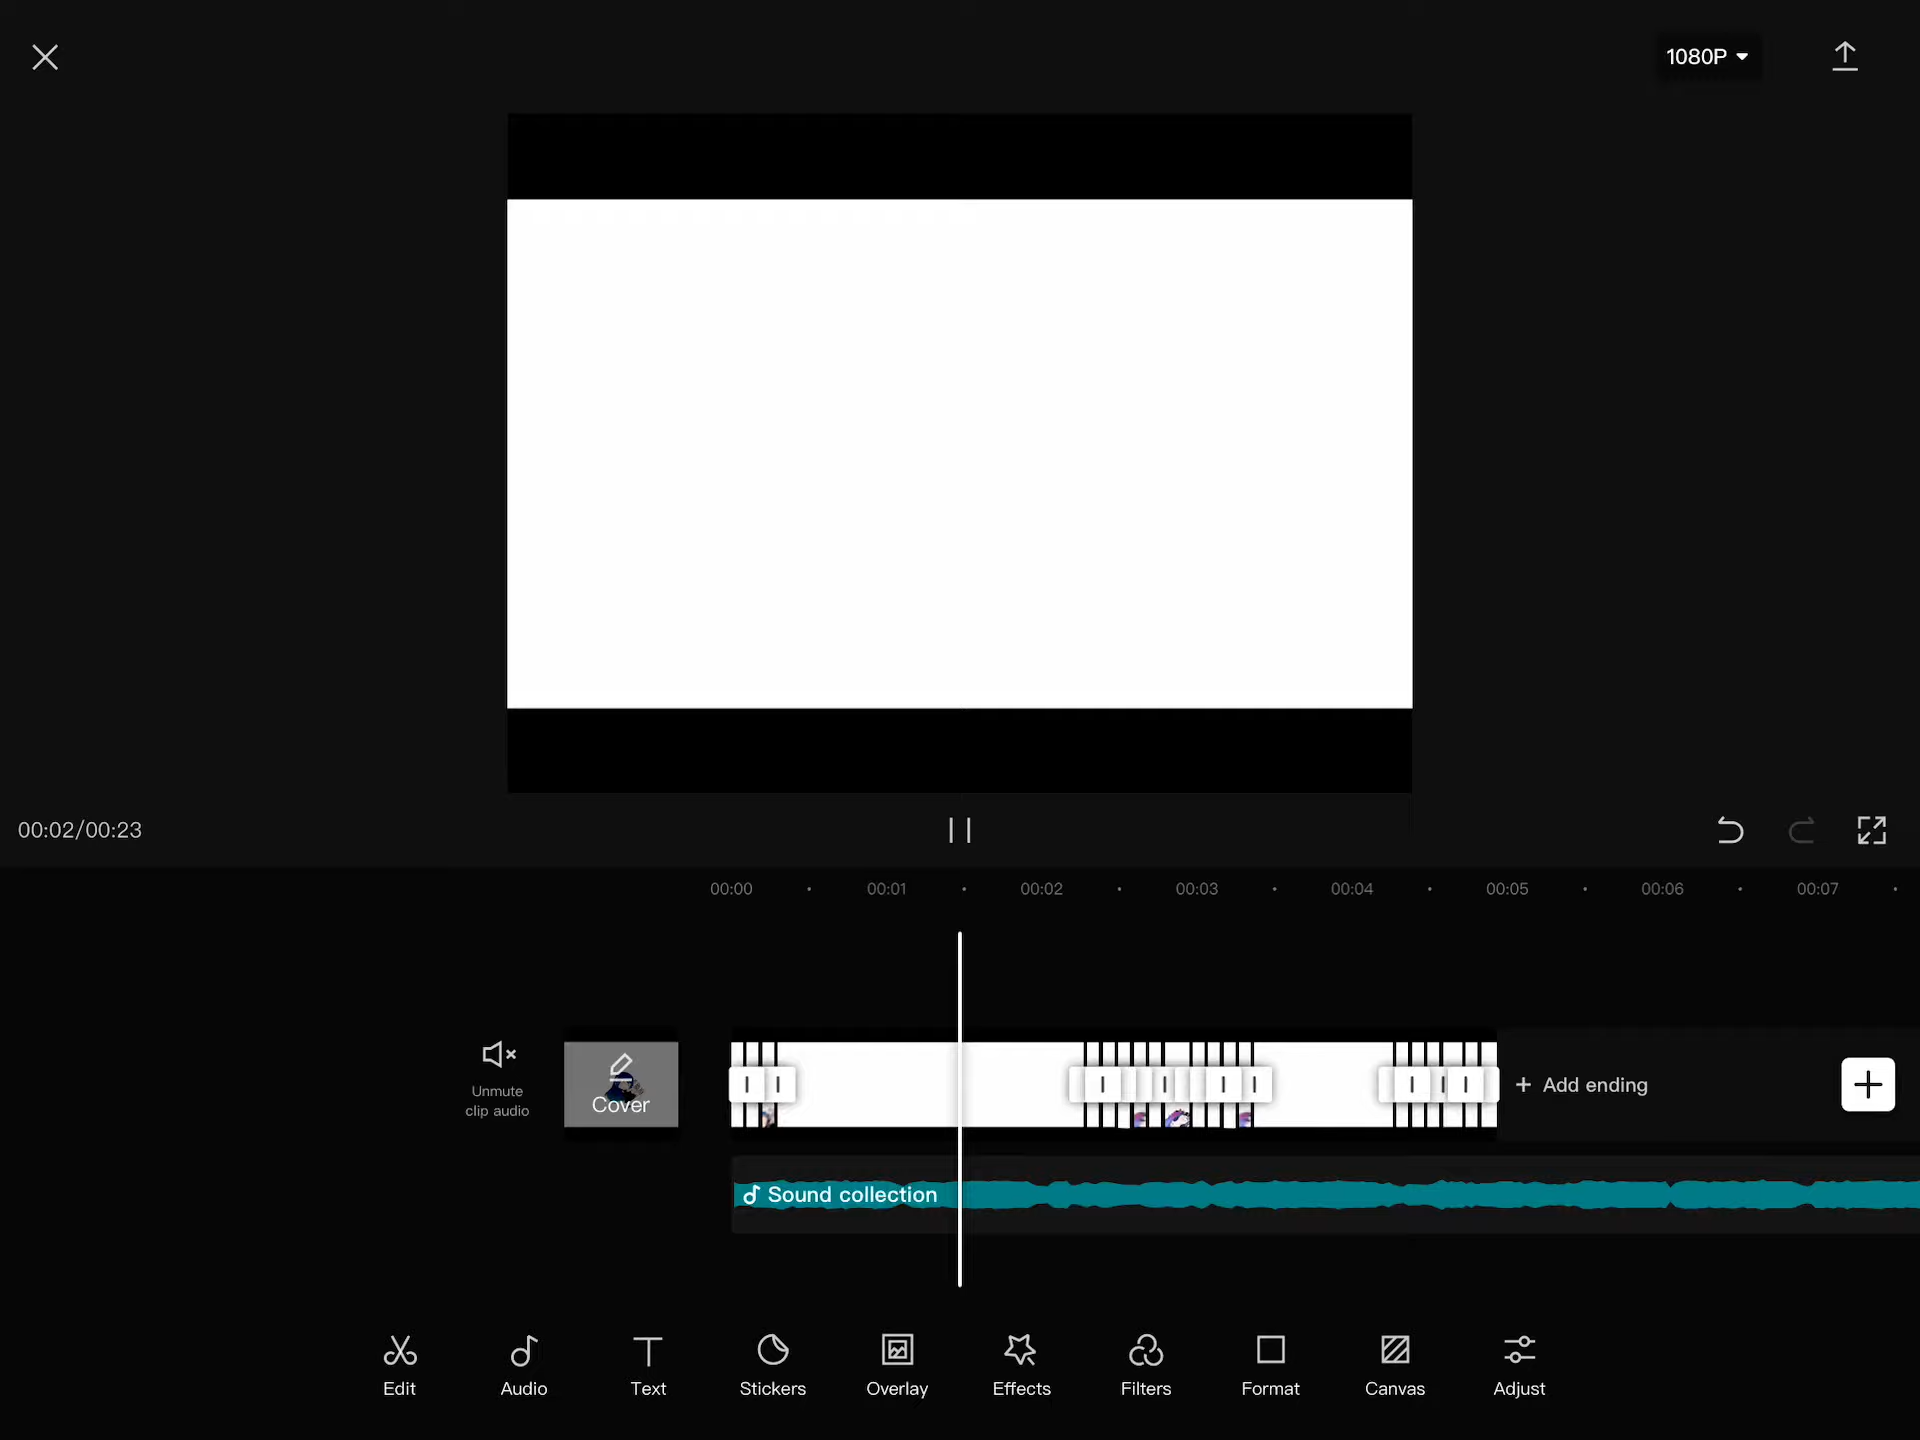 1080P
00:02/00:23
00:00 00:01 00:02 00:03 00:04 00:05 00:06 00:07
Unmute
clip audio
Cover
+ Add ending
Sound collection
Edit Audio Text Stickers Overlay Effects Filters Format Canvas Adjust